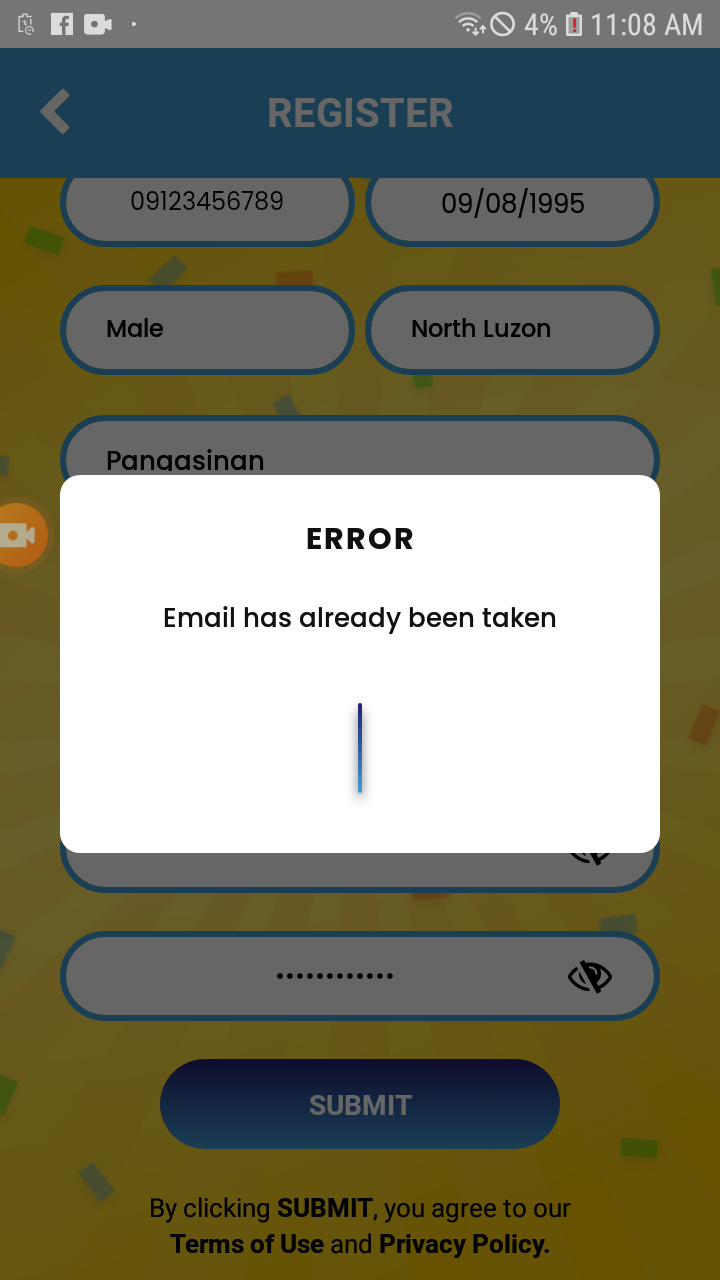 4% 11:08 AM
REGISTER
09123456789 09/08/1995
Male North Luzon
Pangasinan
ERROR
Email has already been taken
••••••••••••
SUBMIT
By clicking SUBMIT, you agree to our
Terms of Use and Privacy Policy.